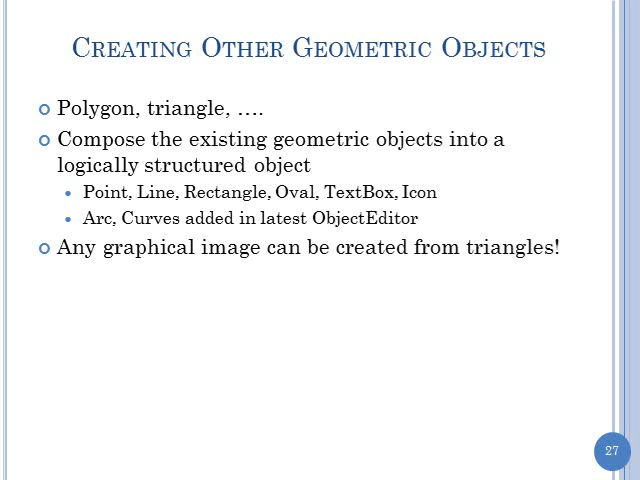 CREATING OTHER GEOMETRIC OBJECTS
Polygon, triangle, ….
Compose the existing geometric objects into a
logically structured object
Point, Line, Rectangle, Oval, TextBox, Icon
Arc, Curves added in latest ObjectEditor
Any graphical image can be created from triangles!
27